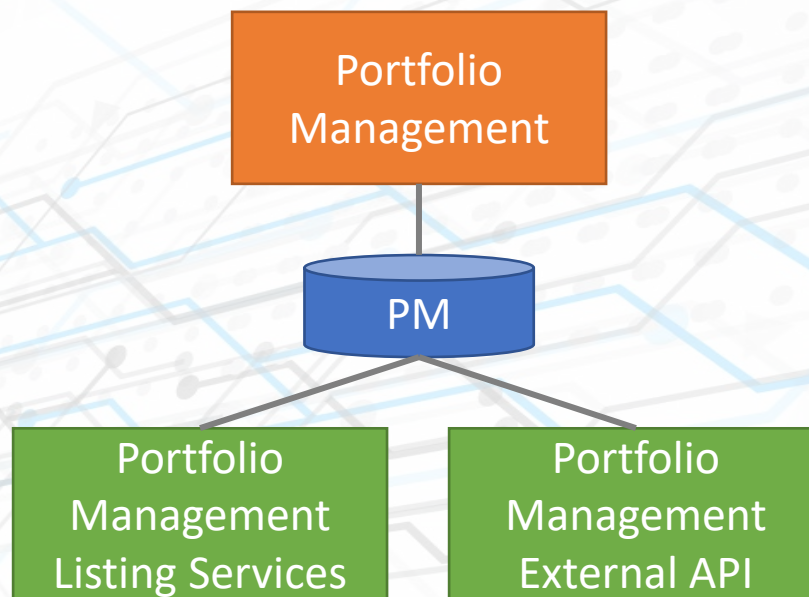 Portfolio
Management
PM
Portfolio
Management
Listing Services
Portfolio
Management
External API